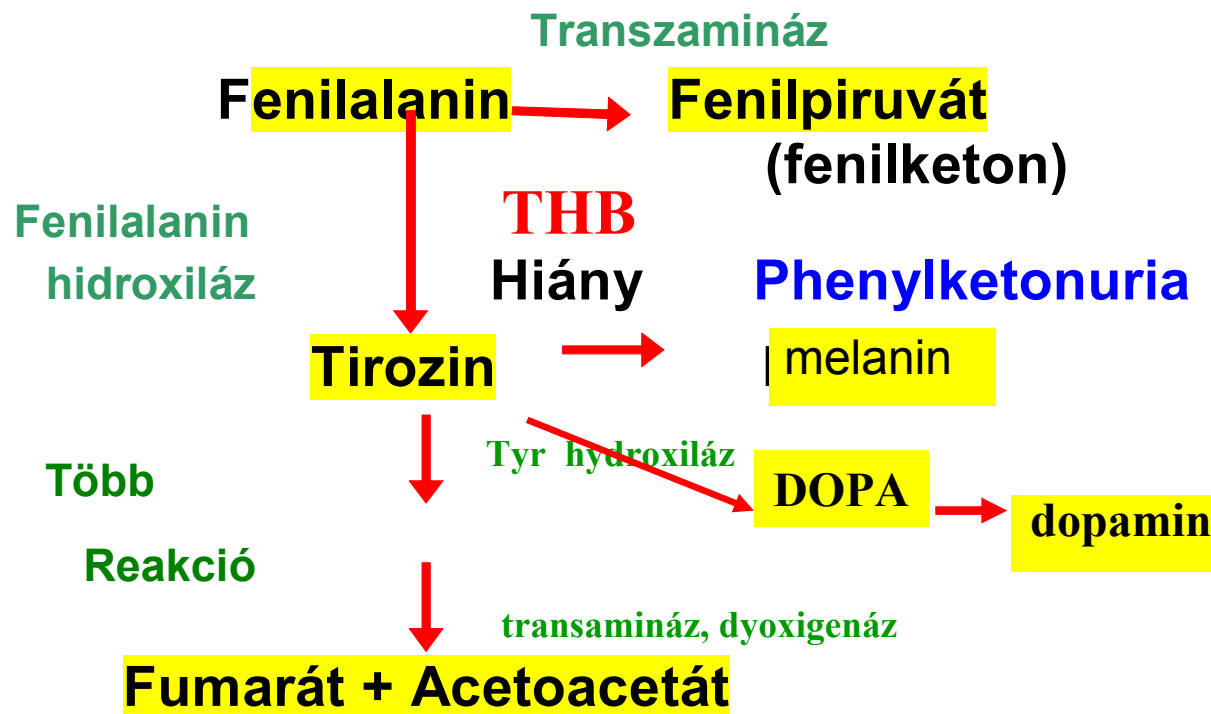 Transzamináz
Fenilalanin Fenilpiruvát
(fenilketon)
THB
Fenilalanin
hidroxiláz
Hiány Phenylketonuria
Tirozin melanin
Tyr hydroxiláz
Több
DOPA dopamin
Reakció
transamináz, dyoxigenáz
Fumarát + Acetoacetát